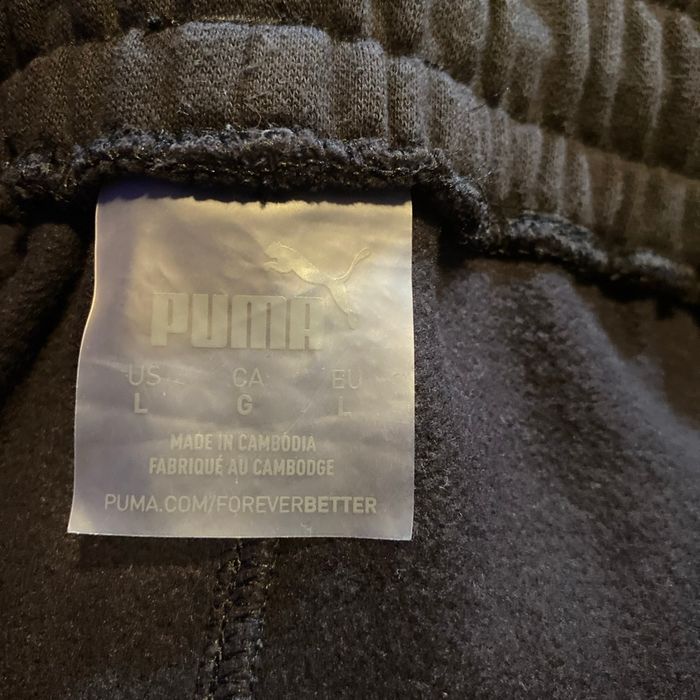 PUMA
US CA EU
L G L
MADE IN CAMBODIA
FABRIQUÉ AU CAMBODGE
PUMA.COM/FOREVERBETTER